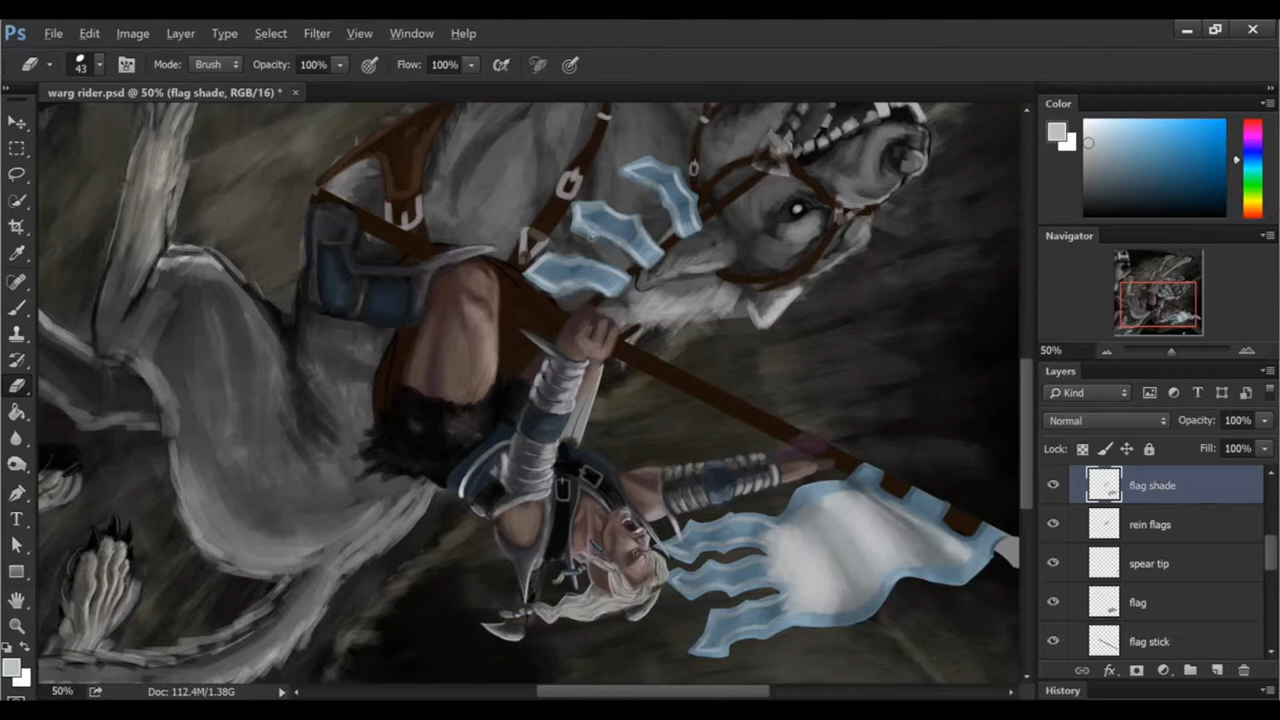 Ps File Edit Image Layer Type Select Filter View Window Help
43 Mode: Brush Opacity: 100% Flow: 100%
warg rider.psd @ 50% (flag shade, RGB/16) * ×
Color
Navigator
50%
Layers
Kind
Normal Opacity: 100%
Lock: Fill: 100%
flag shade
rein flags
spear tip
flag
flag stick
fx
History
50% Doc: 112.4M/1.38G